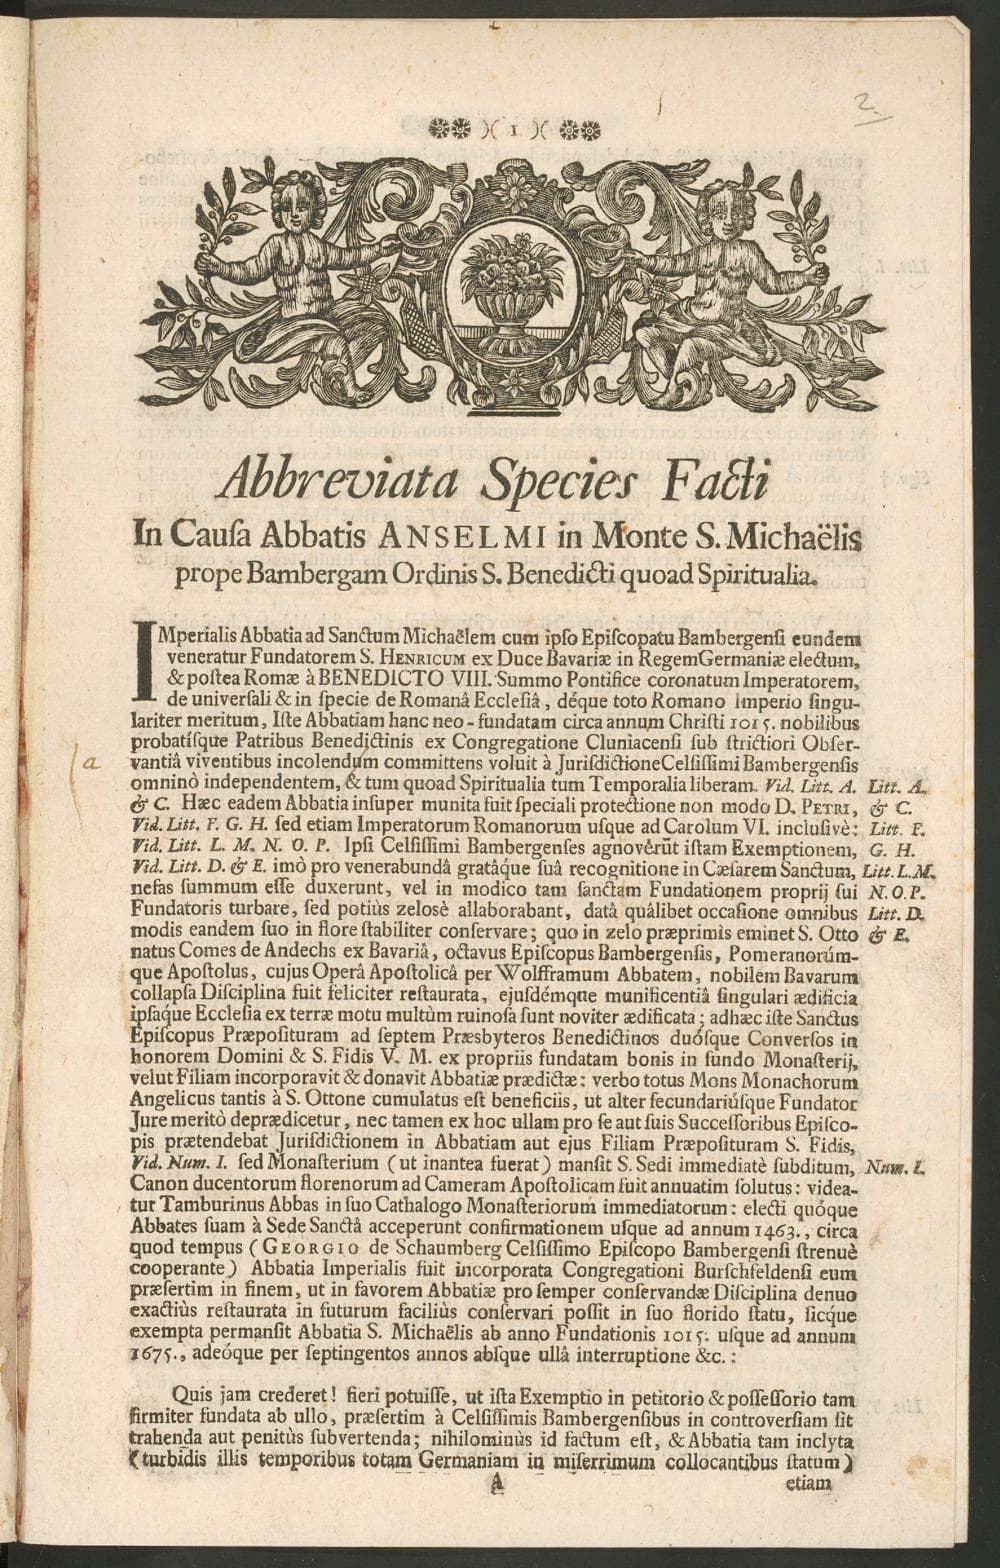 2.
)( 1 )(
Abbreviata Species Facti
In Cauſa Abbatis ANSELMI in Monte S. Michaëlis
prope Bambergam Ordinis S. Benedicti quoad Spiritualia.
IMperialis Abbatia ad Sanctum Michaëlem cum ipſo Epiſcopatu Bambergenſi eundem
veneratur Fundatorem S. HENRICUM ex Duce Bavariæ in Regem Germaniæ electum,
& poſtea Romæ à BENEDICTO VIII. Summo Pontifice coronatum Imperatorem,
de univerſali & in ſpecie de Romanâ Eccleſiâ, déque toto Romano Imperio ſingu-
lariter meritum, Iſte Abbatiam hanc neo-fundatam circa annum Chriſti 1015. nobilibus
probatíſque Patribus Benedictinis ex Congregatione Cluniacenſi ſub ſtrictiori Obſer-
a vantiâ viventibus incolendum committens voluit à Jurisdictione Celſiſſimi Bambergenſis
omninò independentem, & tum quoad Spiritualia tum Temporalia liberam. Vid. Litt. A. Litt. A.
& C. Hæc eadem Abbatia inſuper munita fuit ſpeciali protectione non modo D. PETRI, & C.
Vid. Litt. F. G. H. ſed etiam Imperatorum Romanorum uſque ad Carolum VI. incluſivè: Litt. F.
Vid. Litt. L. M. N. O. P. Ipſi Celſiſſimi Bambergenſes agnovêrūt iſtam Exemptionem, G. H.
Vid. Litt. D. & E. imò pro venerabundâ gratâque ſuâ recognitione in Cæſarem Sanctum, Litt. L. M.
nefas ſummum eſſe duxerunt, vel in modico tam ſanctam Fundationem proprij ſui N. O. P.
Fundatoris turbare, ſed potiùs zelosè allaborabant, datâ quâlibet occaſione omnibus Litt. D.
modis eandem ſuo in flore ſtabiliter conſervare; quo in zelo præprimis eminet S. Otto & E.
natus Comes de Andechs ex Bavariâ, octavus Epiſcopus Bambergenſis, Pomeranorúm-
que Apoſtolus, cujus Operâ Apoſtolicâ per Wolfframum Abbatem, nobilem Bavarum
collapſa Diſciplina fuit feliciter reſtaurata, ejuſdémque munificentiâ ſingulari ædificia
ipſaque Eccleſia ex terræ motu multùm ruinoſa ſunt noviter ædificata; adhæc iſte Sanctus
Epiſcopus Præpoſituram ad ſeptem Præsbyteros Benedictinos duóſque Converſos in
honorem Domini & S. Fidis V. M. ex propriis fundatam bonis in fundo Monaſterij,
velut Filiam incorporavit & donavit Abbatiæ prædictæ: verbo totus Mons Monachorum
Angelicus tantis à S. Ottone cumulatus eſt beneficiis, ut alter fecundariúſque Fundator
Jure meritò deprædicetur, nec tamen ex hoc ullam pro ſe aut ſuis Succeſſoribus Epiſco-
pis prætendebat Jurisdictionem in Abbatiam aut ejus Filiam Præpoſituram S. Fidis,
Vid. Num. I. ſed Monaſterium (ut inantea fuerat) manſit S. Sedi immediatè ſubditum, Num. I.
Canon ducentorum florenorum ad Cameram Apoſtolicam fuit annuatim ſolutus: videa-
tur Tamburinus Abbas in ſuo Cathalogo Monaſteriorum immediatorum: electi quóque
Abbates ſuam à Sede Sanctâ acceperunt confirmationem uſque ad annum 1463., circa
quod tempus (GEORGIO de Schaumberg Celſiſſimo Epiſcopo Bambergenſi ſtrenuè
cooperante) Abbatia Imperialis fuit incorporata Congregationi Burſchfeldenſi eum
præſertim in finem, ut in favorem Abbatiæ pro ſemper conſervandæ Diſciplina denuo
exactiùs reſtaurata in futurum faciliùs conſervari poſſit in ſuo florido ſtatu, ſicque
exempta permanſit Abbatia S. Michaëlis ab anno Fundationis 1015. uſque ad annum
1675., adeóque per ſeptingentos annos abſque ullâ interruptione &c.:
Quis jam crederet! fieri potuiſſe, ut iſta Exemptio in petitorio & poſſeſſorio tam
firmiter fundata ab ullo, præſertim à Celſiſſimis Bambergenſibus in controverſiam ſit
trahenda aut penitùs ſubvertenda; nihilominùs id factum eſt, & Abbatia tam inclyta
(turbidis illis temporibus totam Germaniam in miſerrimum collocantibus ſtatum)
A etiam